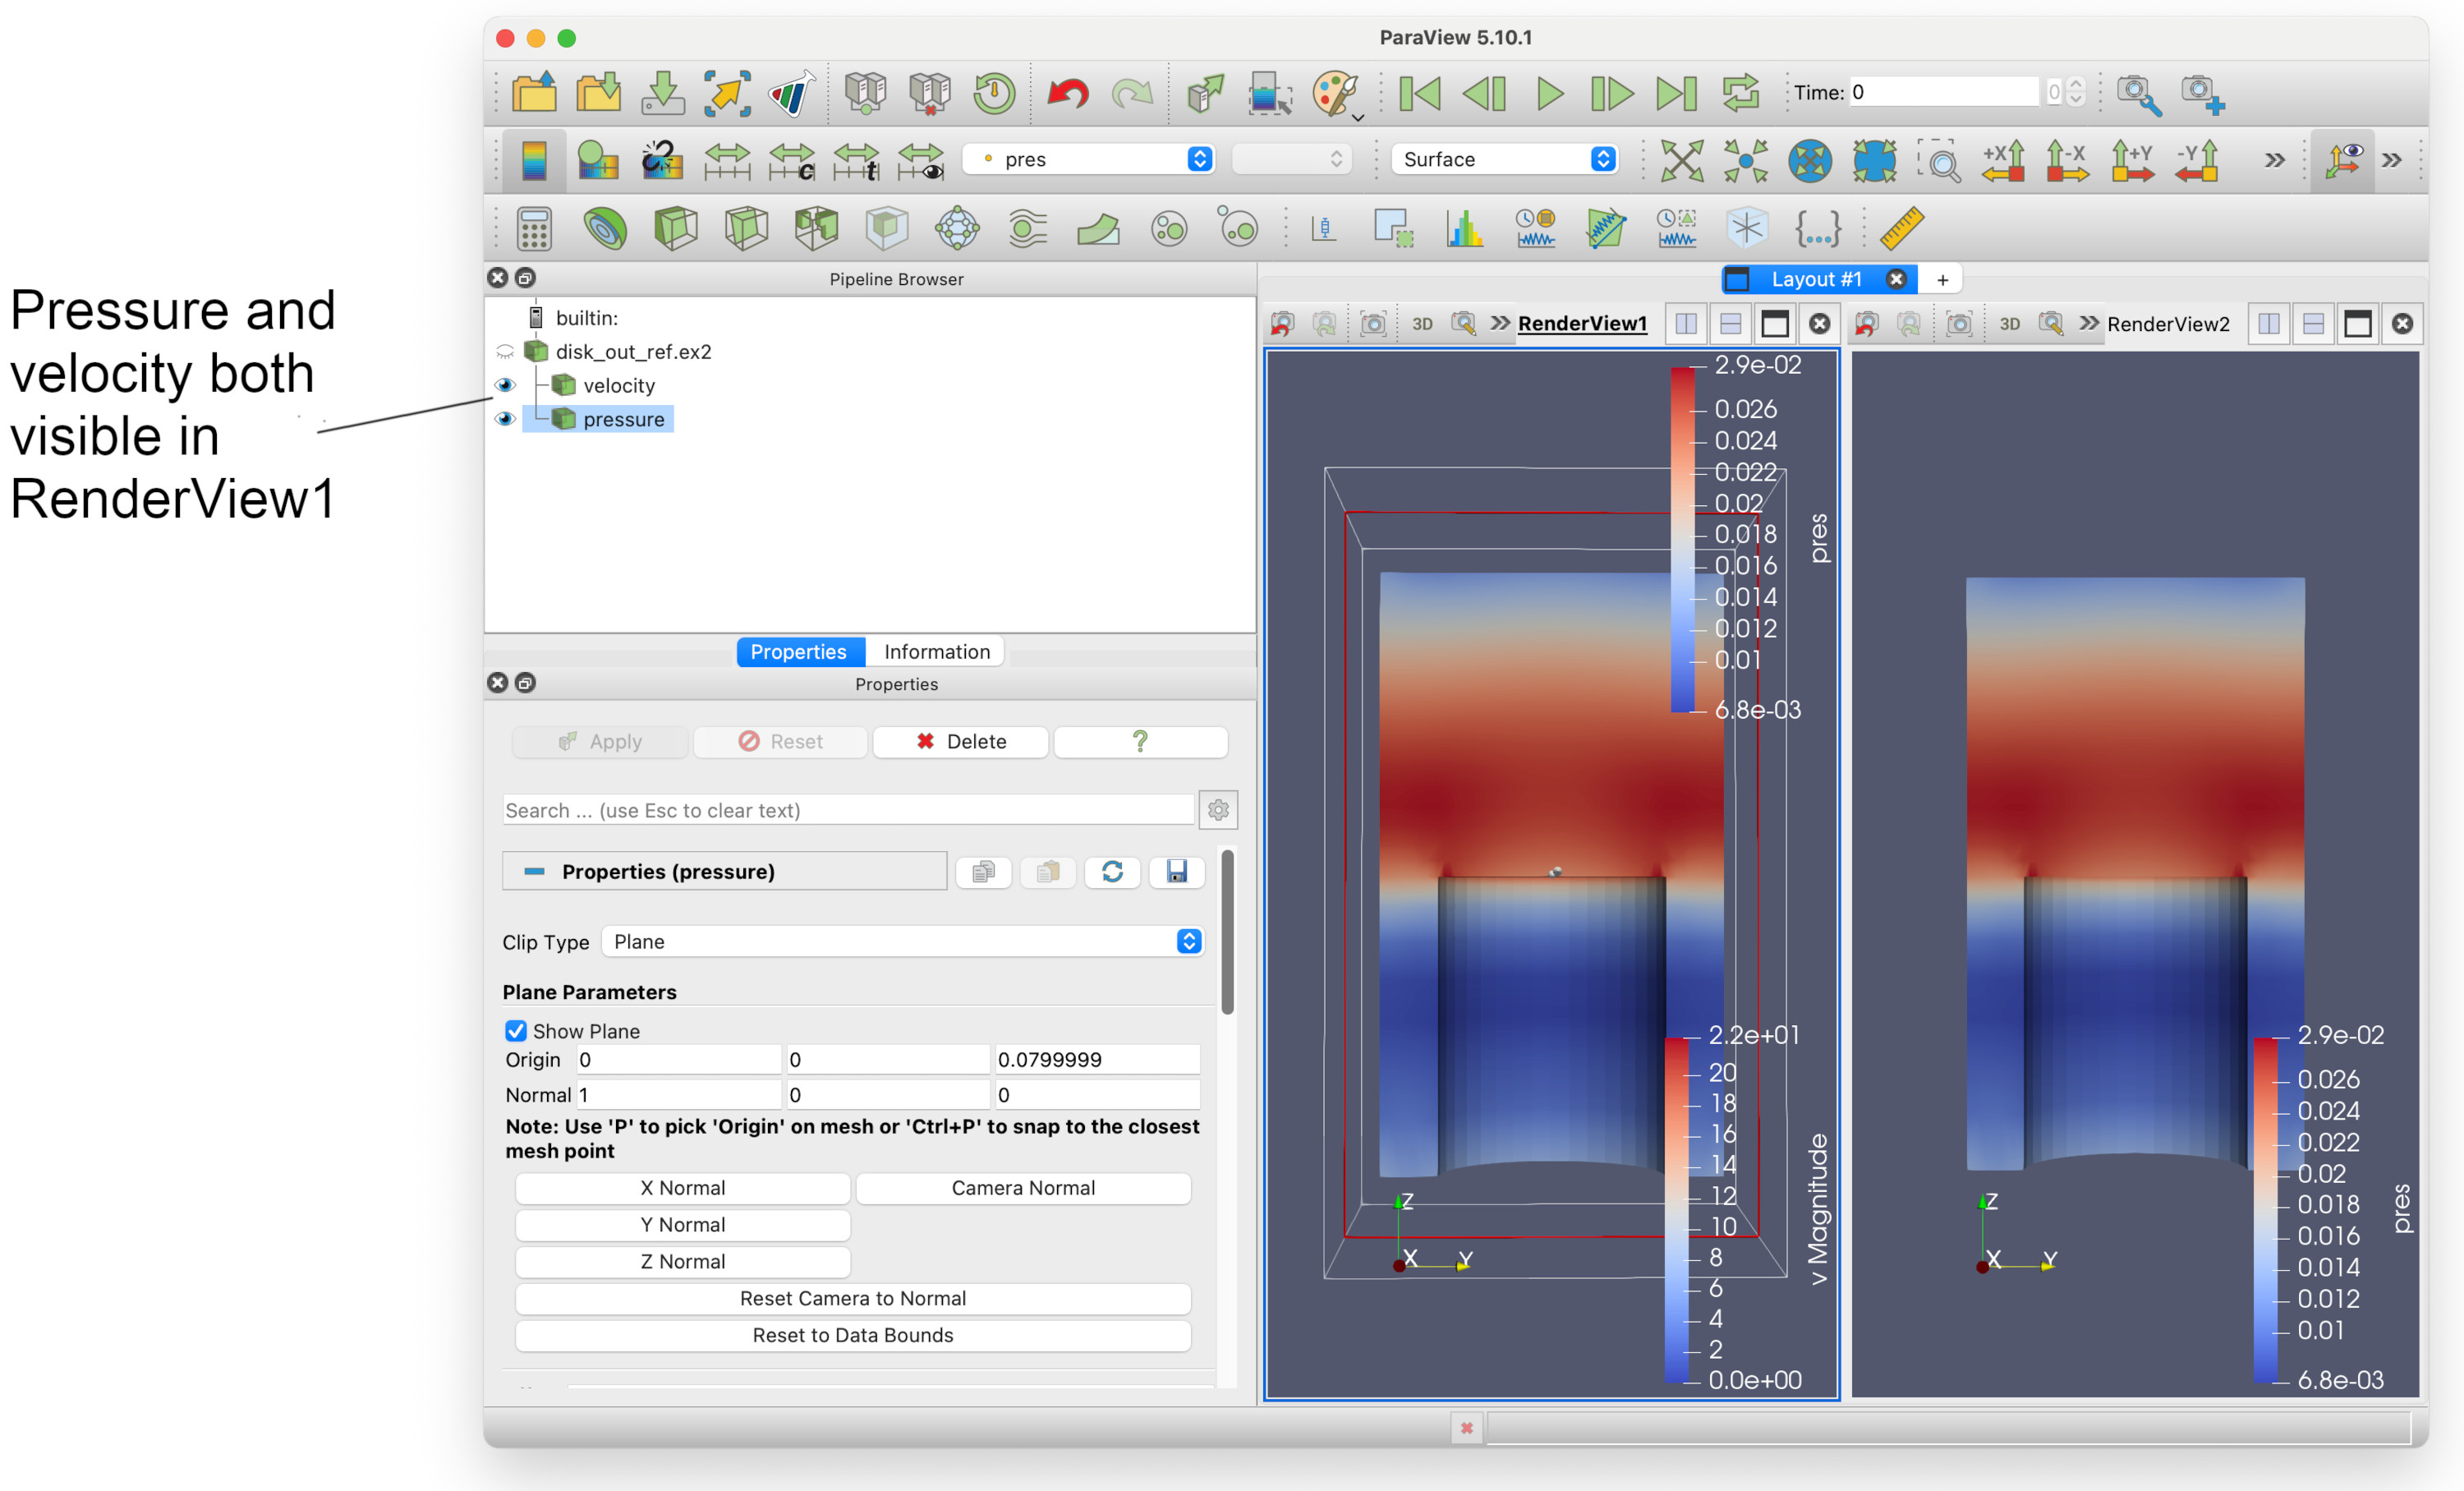 ParaView 5.10.1
Time: 0
0
c
t
pres
Surface
+X
-X
+Y
-Y
Pipeline Browser
Layout #1
+
Pressure and
velocity both
visible in
RenderView1
builtin:
disk_out_ref.ex2
velocity
pressure
3D
RenderView1
3D
RenderView2
Properties
Information
Properties
Apply
Reset
Delete
?
Search ... (use Esc to clear text)
Properties (pressure)
Clip Type
Plane
Plane Parameters
Show Plane
Origin 0 0 0.0799999
Normal 1 0 0
Note: Use 'P' to pick 'Origin' on mesh or 'Ctrl+P' to snap to the closest
mesh point
X Normal
Camera Normal
Y Normal
Z Normal
Reset Camera to Normal
Reset to Data Bounds
2.9e-02
0.026
0.024
0.022
0.02
0.018
0.016
0.014
0.012
0.01
6.8e-03
pres
2.2e+01
20
18
16
14
12
10
8
6
4
2
0.0e+00
v Magnitude
Z
X
Y
2.9e-02
0.026
0.024
0.022
0.02
0.018
0.016
0.014
0.012
0.01
6.8e-03
pres
Z
X
Y